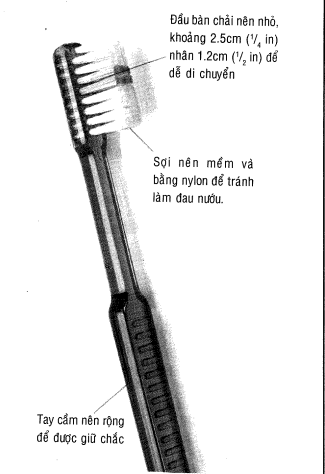 Đầu bàn chải nên nhỏ,
khoảng 2.5cm (1/4 in)
nhân 1.2cm (1/2 in) để
dễ di chuyển
Sợi nên mềm và
bằng nylon để tránh
làm đau nướu.
Tay cầm nên rộng
để được giữ chắc